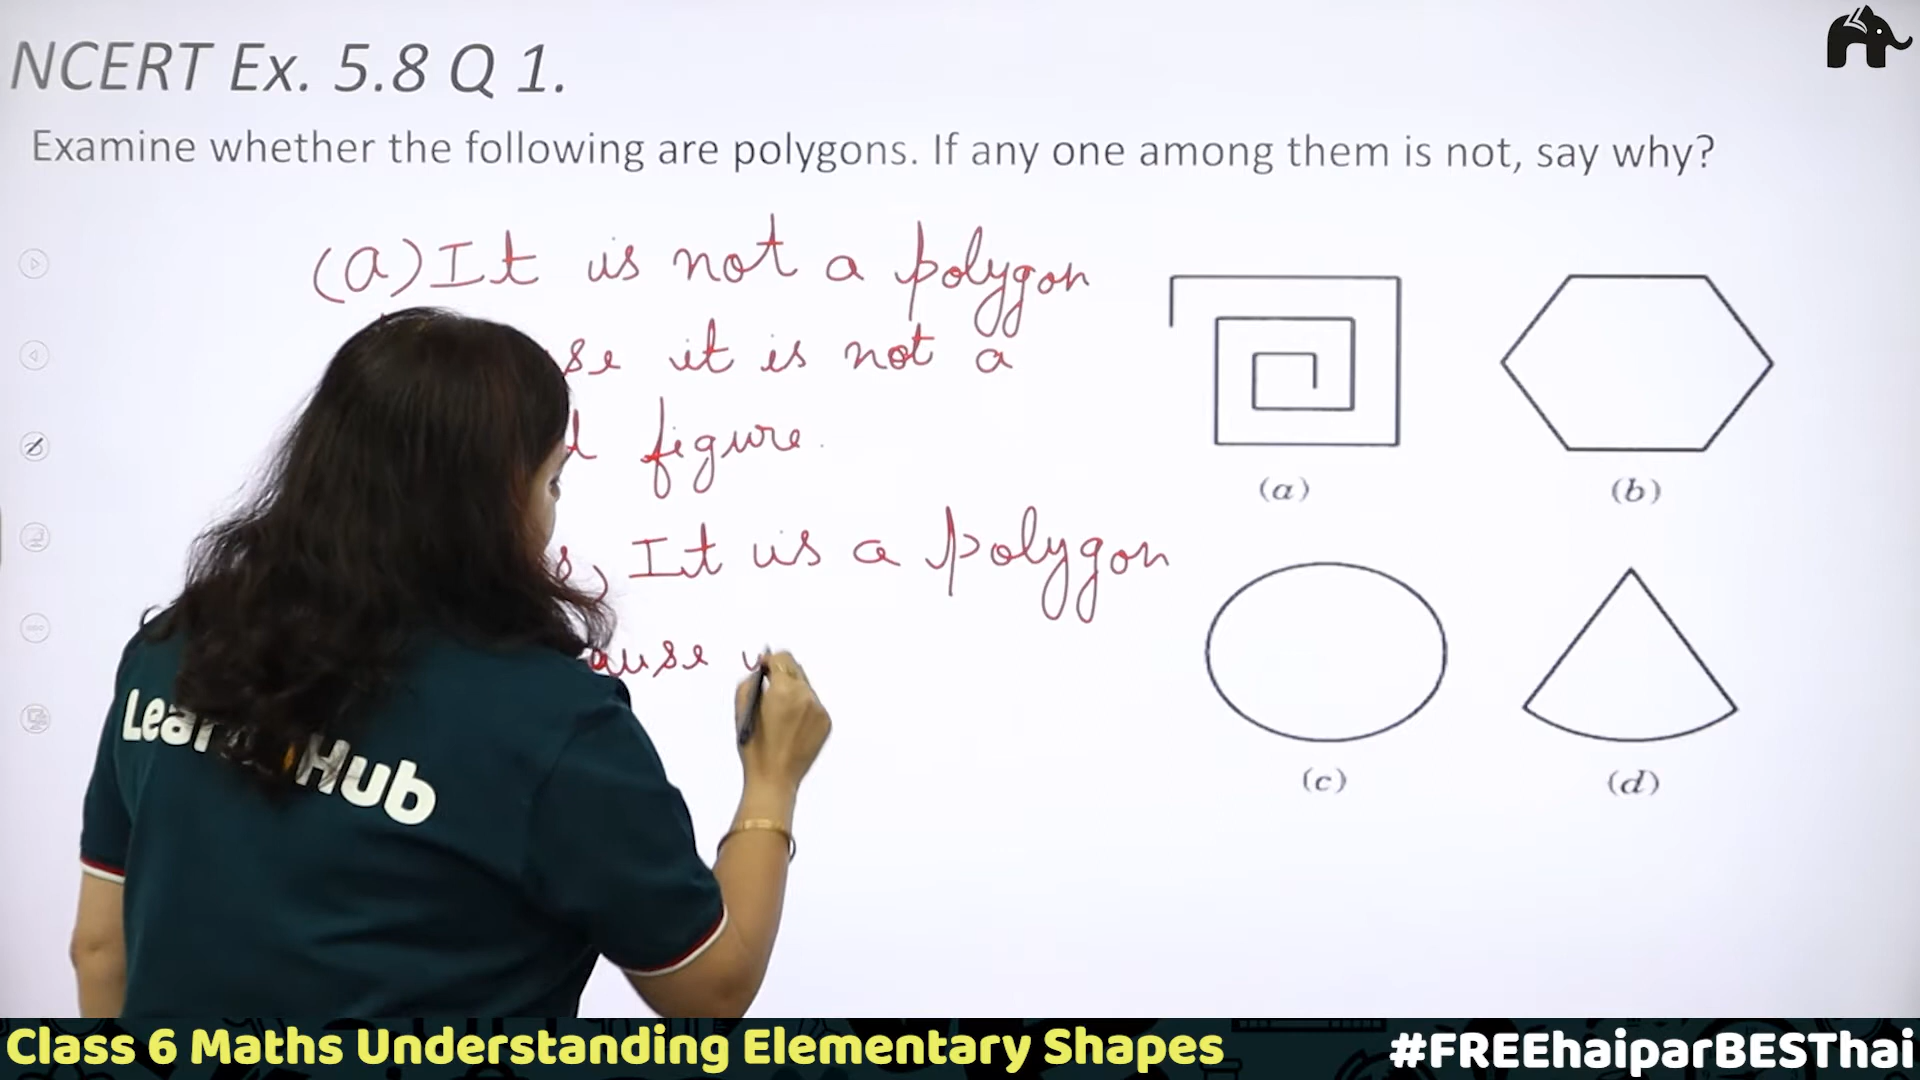 NCERT Ex. 5.8 Q 1.
Examine whether the following are polygons. If any one among them is not, say why?
(a) It is not a polygon
it is not a
figure.
It is a polygon
(a)
(b)
(c)
(d)
Learn Hub
Class 6 Maths Understanding Elementary Shapes
#FREEhaiparBESThai